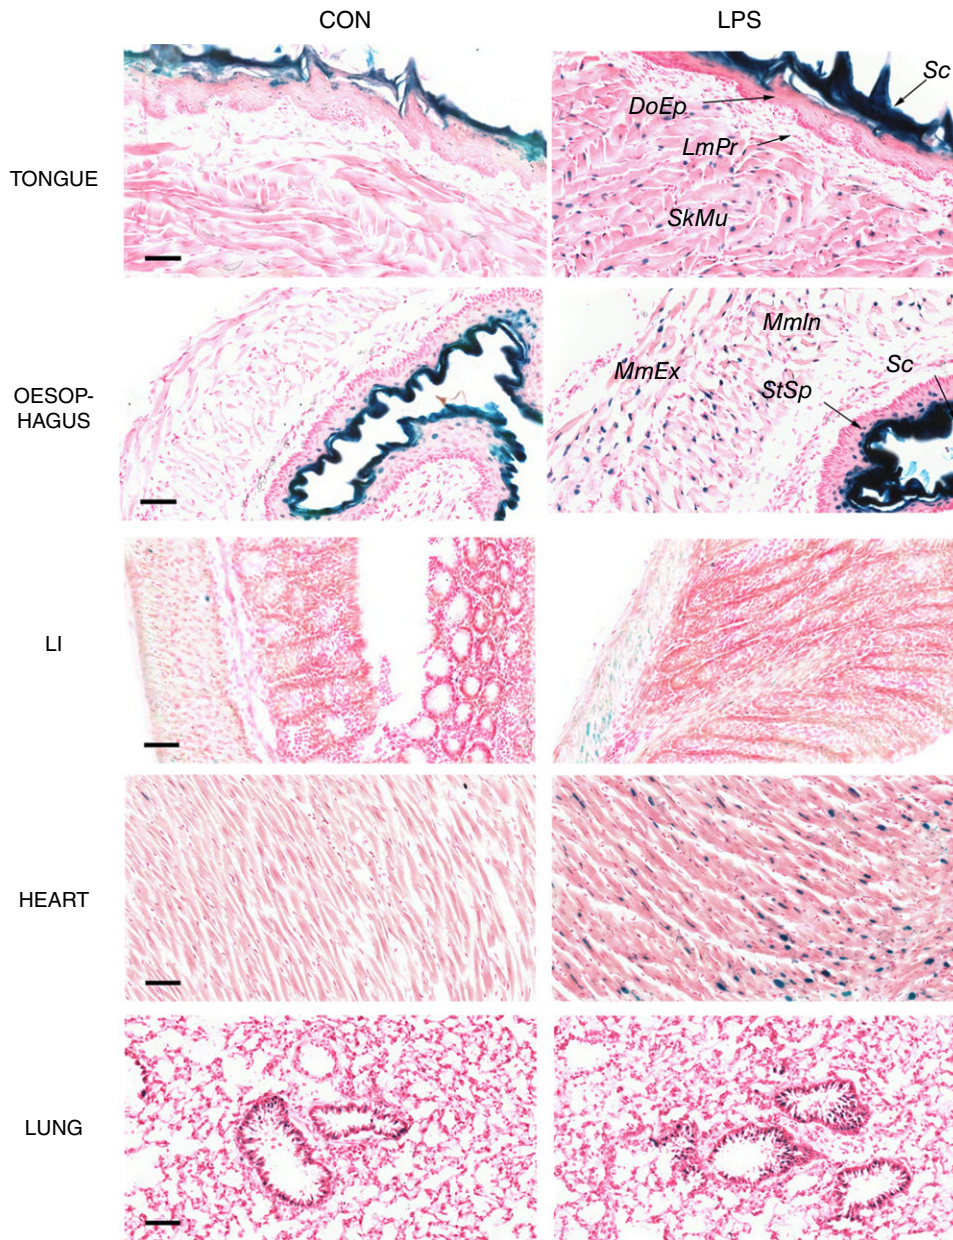 CON LPS
TONGUE
Sc
DoEp
LmPr
SkMu
OESOP-
HAGUS
MmIn
MmEx
Sc
StSp
LI
HEART
LUNG